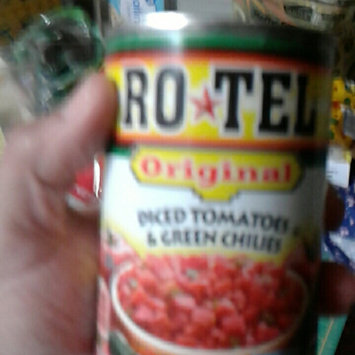 RO★TEL
Original
DICED TOMATOES
& GREEN CHILIES